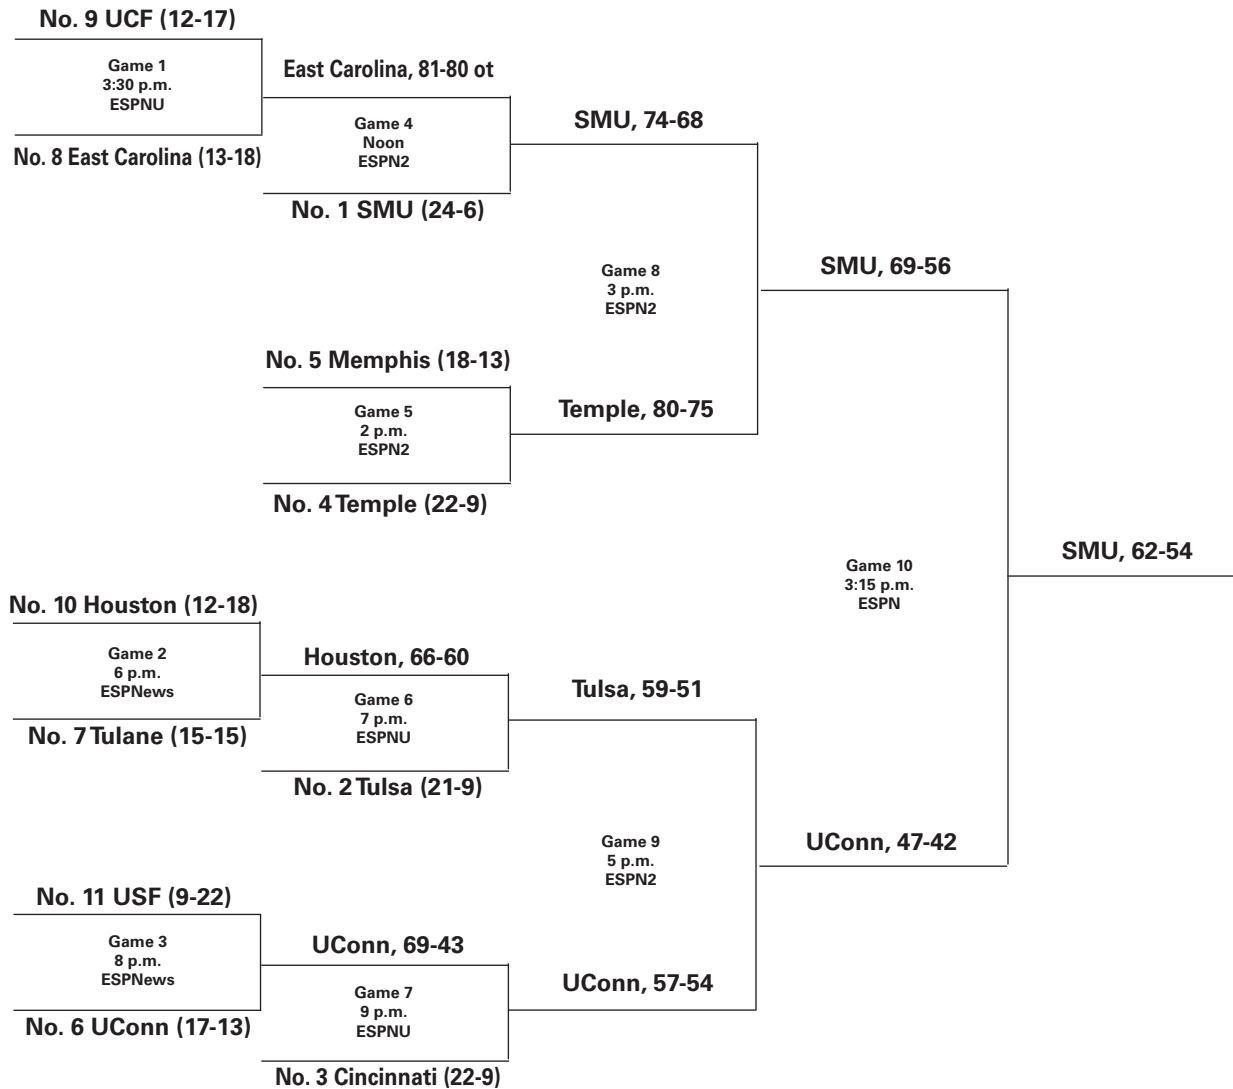 No. 9 UCF (12-17)
Game 1
3:30 p.m.
ESPNU
No. 8 East Carolina (13-18)
East Carolina, 81-80 ot
Game 4
Noon
ESPN2
No. 1 SMU (24-6)
SMU, 74-68
Game 8
3 p.m.
ESPN2
SMU, 69-56
No. 5 Memphis (18-13)
Game 5
2 p.m.
ESPN2
No. 4 Temple (22-9)
Temple, 80-75
Game 10
3:15 p.m.
ESPN
SMU, 62-54
No. 10 Houston (12-18)
Game 2
6 p.m.
ESPNews
No. 7 Tulane (15-15)
Houston, 66-60
Game 6
7 p.m.
ESPNU
No. 2 Tulsa (21-9)
Tulsa, 59-51
Game 9
5 p.m.
ESPN2
UConn, 47-42
No. 11 USF (9-22)
Game 3
8 p.m.
ESPNews
No. 6 UConn (17-13)
UConn, 69-43
Game 7
9 p.m.
ESPNU
No. 3 Cincinnati (22-9)
UConn, 57-54